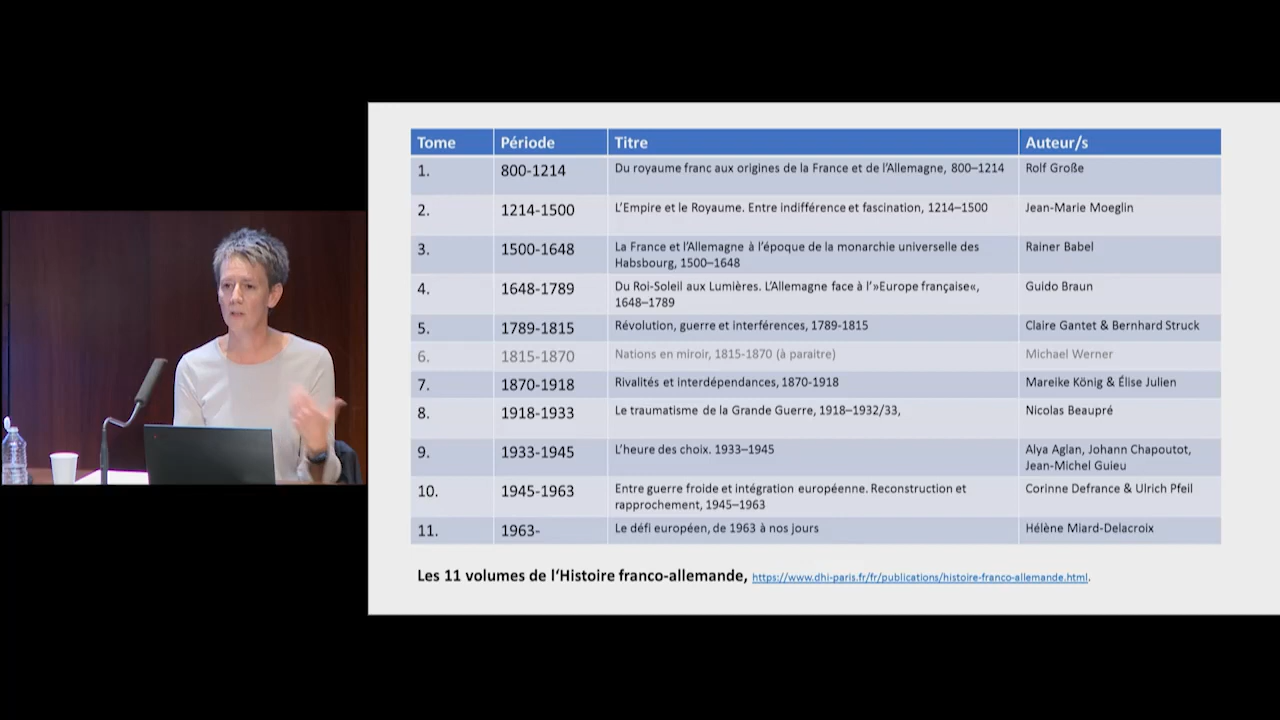 Tome Période Titre Auteur/s
1. 800-1214 Du royaume franc aux origines de la France et de l'Allemagne, 800–1214 Rolf Große
2. 1214-1500 L'Empire et le Royaume. Entre indifférence et fascination, 1214–1500 Jean-Marie Moeglin
3. 1500-1648 La France et l'Allemagne à l'époque de la monarchie universelle des Rainer Babel
Habsbourg, 1500–1648
4. 1648-1789 Du Roi-Soleil aux Lumières. L'Allemagne face à l'»Europe française«, Guido Braun
1648–1789
5. 1789-1815 Révolution, guerre et interférences, 1789-1815 Claire Gantet & Bernhard Struck
6. 1815-1870 Nations en miroir, 1815-1870 (à paraitre) Michael Werner
7. 1870-1918 Rivalités et interdépendances, 1870-1918 Mareike König & Élise Julien
8. 1918-1933 Le traumatisme de la Grande Guerre, 1918–1932/33, Nicolas Beaupré
9. 1933-1945 L'heure des choix. 1933–1945 Alya Aglan, Johann Chapoutot,
Jean-Michel Guieu
10. 1945-1963 Entre guerre froide et intégration européenne. Reconstruction et Corinne Defrance & Ulrich Pfeil
rapprochement, 1945–1963
11. 1963- Le défi européen, de 1963 à nos jours Hélène Miard-Delacroix
Les 11 volumes de l'Histoire franco-allemande, https://www.dhi-paris.fr/fr/publications/histoire-franco-allemande.html.